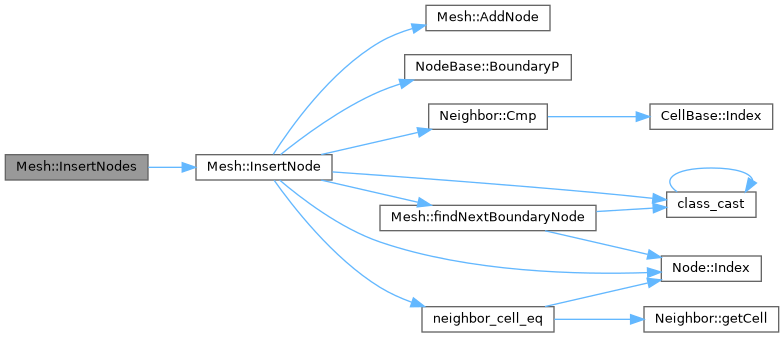 Mesh::InsertNodes
Mesh::InsertNode
Mesh::AddNode
NodeBase::BoundaryP
Neighbor::Cmp
CellBase::Index
class_cast
Mesh::findNextBoundaryNode
Node::Index
neighbor_cell_eq
Neighbor::getCell